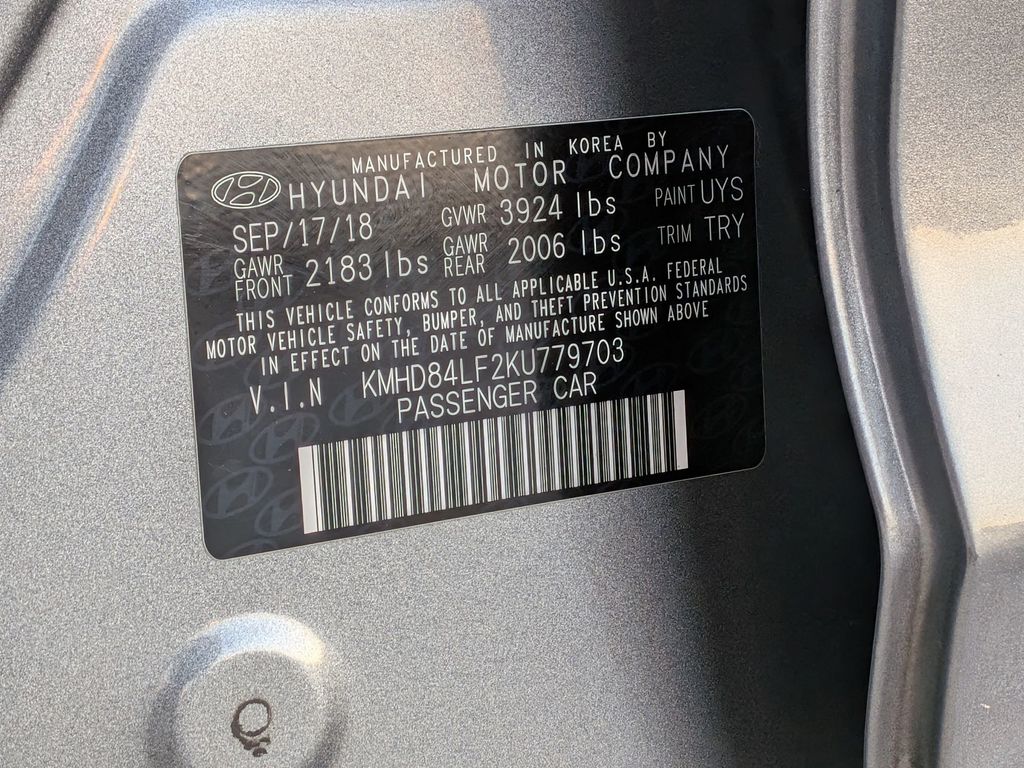 MANUFACTURED IN KOREA BY
HYUNDAI MOTOR COMPANY
SEP/17/18 GVWR 3924 lbs PAINT UYS
GAWR FRONT 2183 lbs GAWR REAR 2006 lbs TRIM TRY
THIS VEHICLE CONFORMS TO ALL APPLICABLE U.S.A. FEDERAL
MOTOR VEHICLE SAFETY, BUMPER, AND THEFT PREVENTION STANDARDS
IN EFFECT ON THE DATE OF MANUFACTURE SHOWN ABOVE
V.I.N KMHD84LF2KU779703
PASSENGER CAR